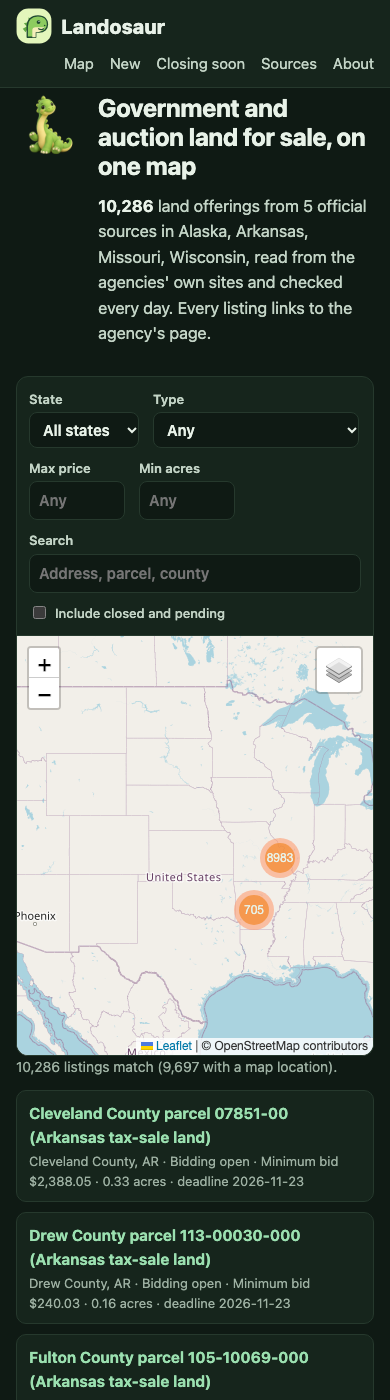 Landosaur
Map New Closing soon Sources About
Government and
auction land for sale, on
one map
10,286 land offerings from 5 official
sources in Alaska, Arkansas,
Missouri, Wisconsin, read from the
agencies' own sites and checked
every day. Every listing links to the
agency's page.
State Type
All states Any
Max price Min acres
Any Any
Search
Address, parcel, county
Include closed and pending
+
−
8983
United States
705
Phoenix
Leaflet | © OpenStreetMap contributors
10,286 listings match (9,697 with a map location).
Cleveland County parcel 07851-00
(Arkansas tax-sale land)
Cleveland County, AR · Bidding open · Minimum bid
$2,388.05 · 0.33 acres · deadline 2026-11-23
Drew County parcel 113-00030-000
(Arkansas tax-sale land)
Drew County, AR · Bidding open · Minimum bid
$240.03 · 0.16 acres · deadline 2026-11-23
Fulton County parcel 105-10069-000
(Arkansas tax-sale land)